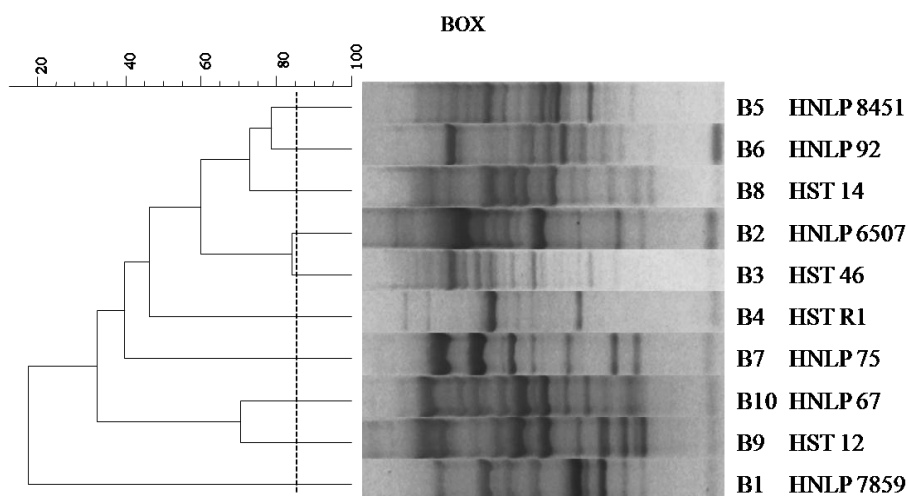 BOX
20 40 60 80 100
B5 HNLP 8451
B6 HNLP 92
B8 HST 14
B2 HNLP 6507
B3 HST 46
B4 HST R1
B7 HNLP 75
B10 HNLP 67
B9 HST 12
B1 HNLP 7859